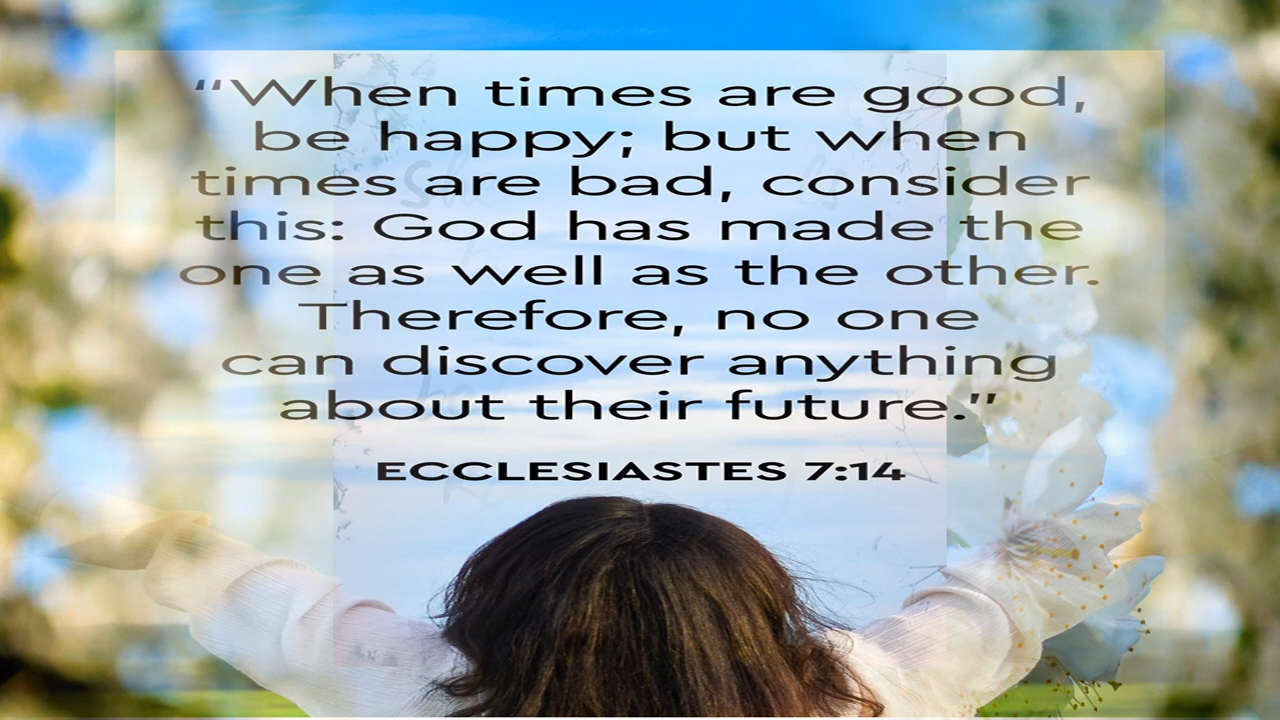 “When times are good,
be happy; but when
times are bad, consider
this: God has made the
one as well as the other.
Therefore, no one
can discover anything
about their future.”
ECCLESIASTES 7:14